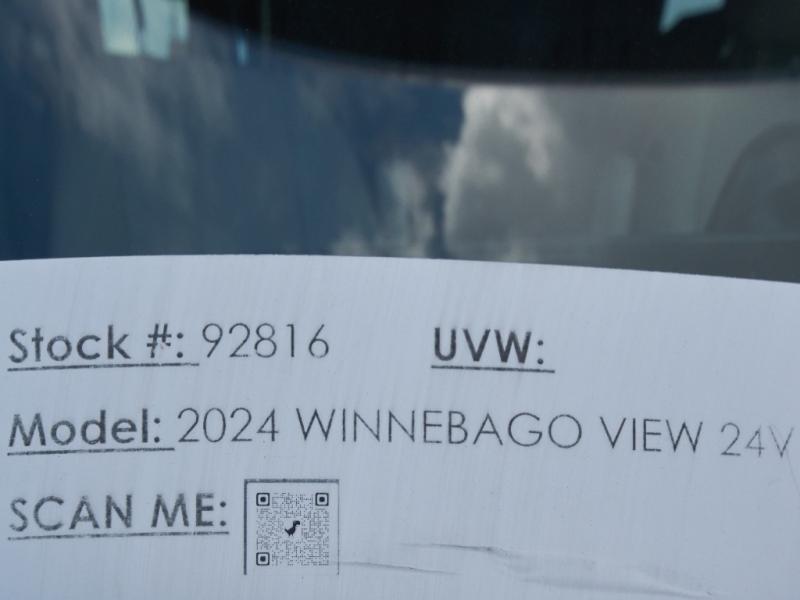 Stock #: 92816 UVW:
Model: 2024 WINNEBAGO VIEW 24V
SCAN ME: